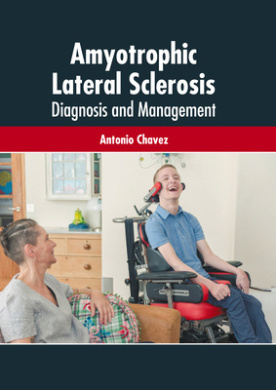 Amyotrophic
Lateral Sclerosis
Diagnosis and Management
Antonio Chavez